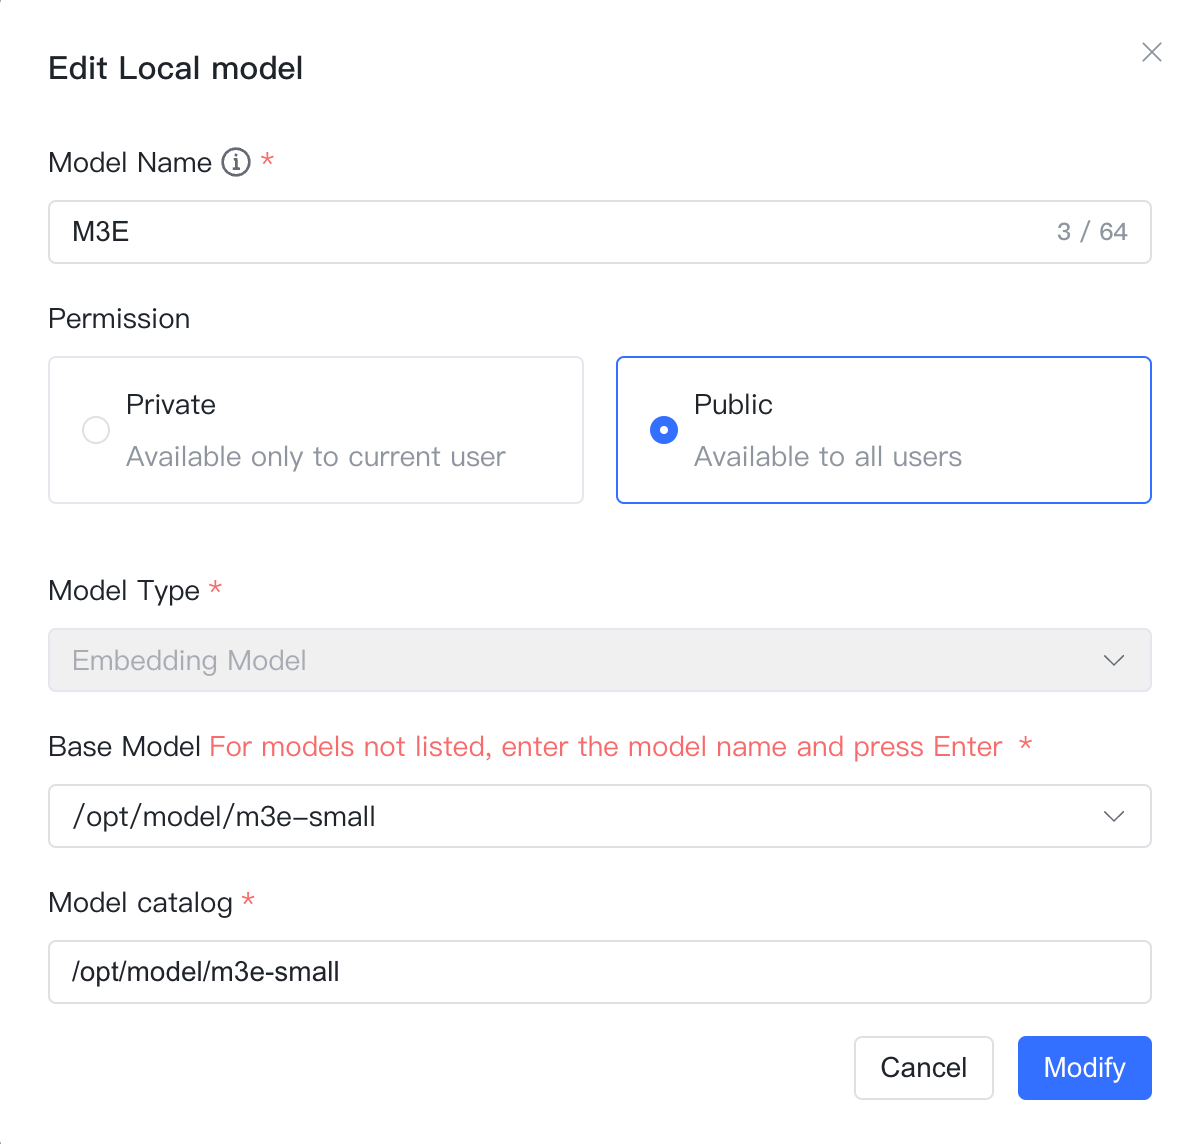 Edit Local model
Model Name *
M3E 3 / 64
Permission
Private
Available only to current user
Public
Available to all users
Model Type *
Embedding Model
Base Model For models not listed, enter the model name and press Enter *
/opt/model/m3e-small
Model catalog *
/opt/model/m3e-small
Cancel Modify